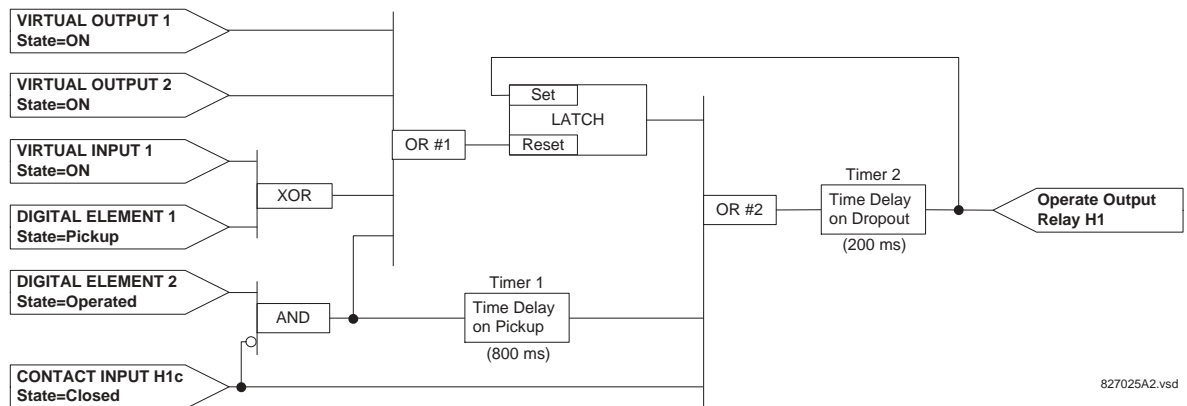 VIRTUAL OUTPUT 1
State=ON
VIRTUAL OUTPUT 2
State=ON
VIRTUAL INPUT 1
State=ON
DIGITAL ELEMENT 1
State=Pickup
DIGITAL ELEMENT 2
State=Operated
CONTACT INPUT H1c
State=Closed
XOR
AND
OR #1
Set
LATCH
Reset
Timer 1
Time Delay
on Pickup
(800 ms)
OR #2
Timer 2
Time Delay
on Dropout
(200 ms)
Operate Output
Relay H1
827025A2.vsd